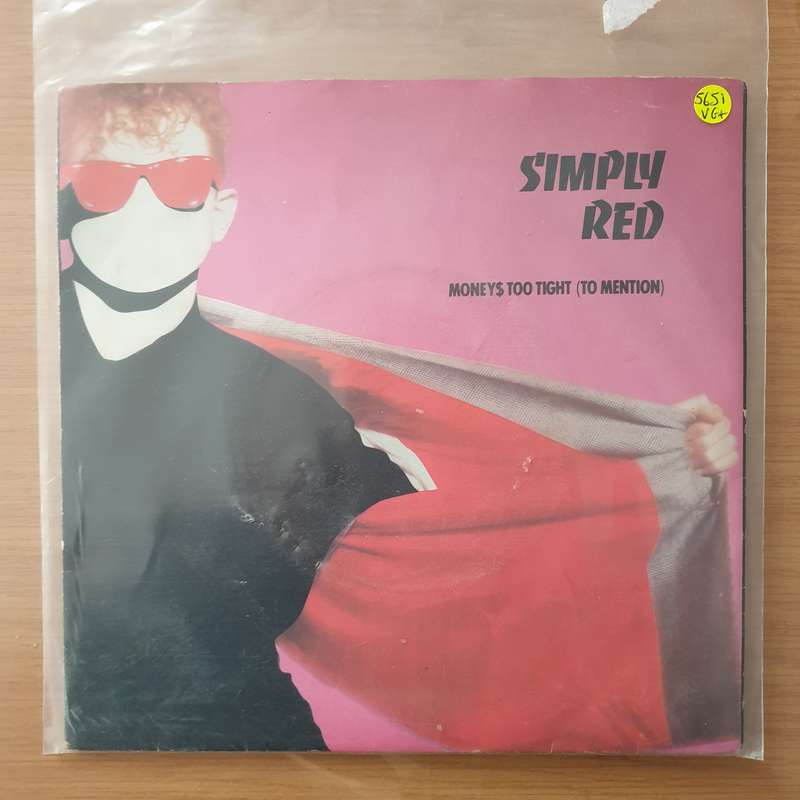 5651
VG+
SIMPLY
RED
MONEY$ TOO TIGHT (TO MENTION)